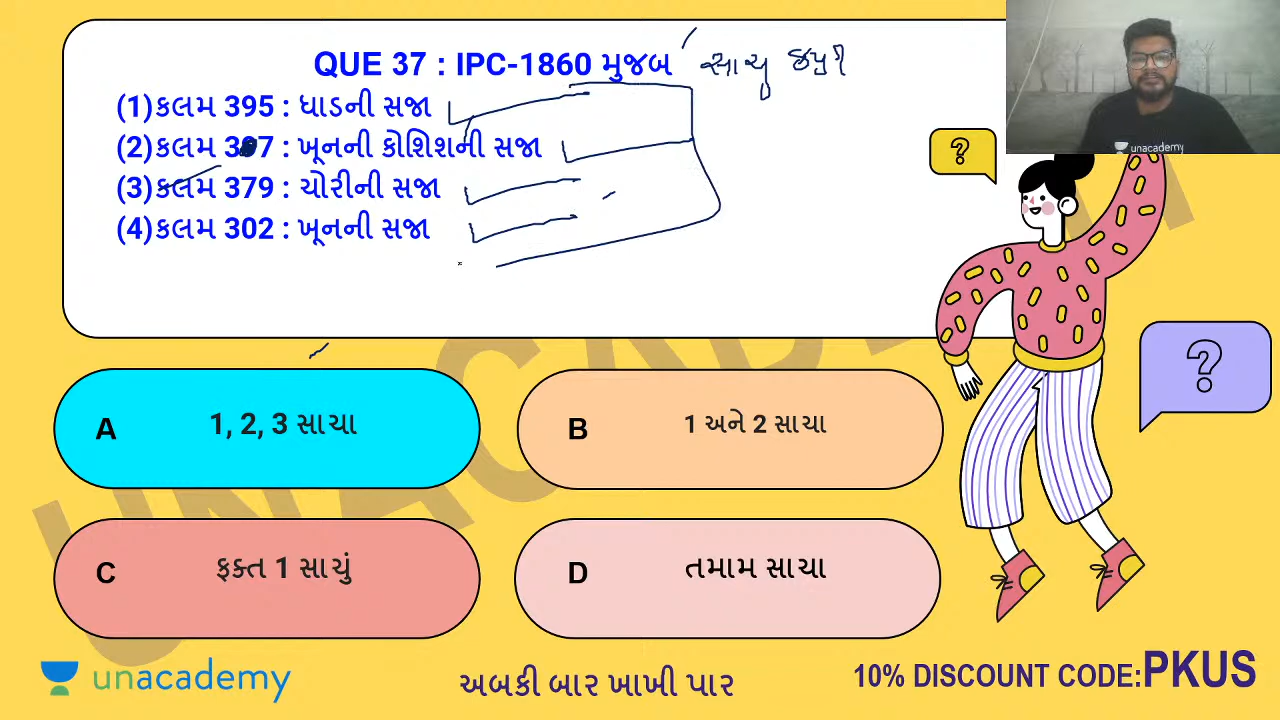 QUE 37 : IPC-1860 મુજબ સાચુ કયુ?
(1)કલમ 395 : ધાડની સજા
(2)કલમ 307 : ખૂનની કોશિશની સજા
(3)કલમ 379 : ચોરીની સજા
(4)કલમ 302 : ખૂનની સજા
?
unacademy
?
A 1, 2, 3 સાચા
B 1 અને 2 સાચા
C ફક્ત 1 સાચું
D તમામ સાચા
UNACADEMY
unacademy
અબકી બાર ખાખી પાર
10% DISCOUNT CODE:PKUS